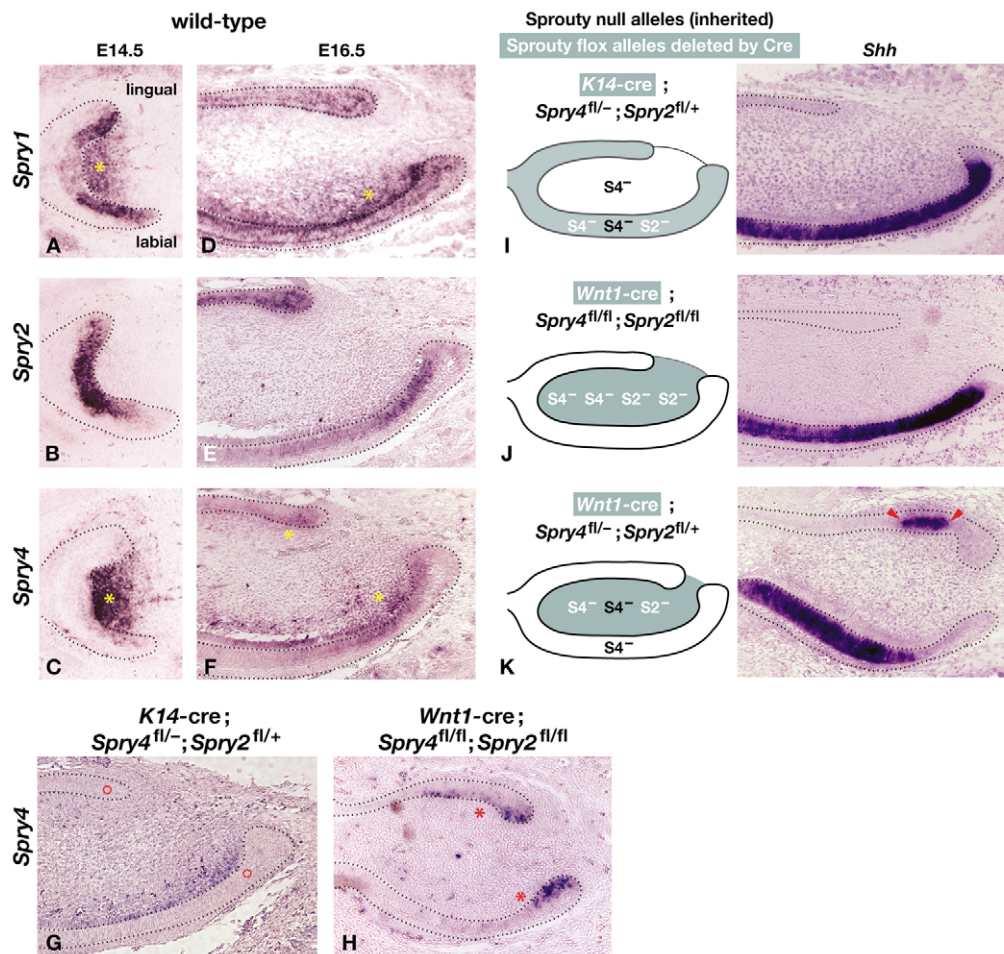 wild-type
E14.5
E16.5
Spry1
lingual
labial
A
D
Spry2
B
E
Spry4
C
F
Sprouty null alleles (inherited)
Sprouty flox alleles deleted by Cre
Shh
K14-cre ;
Spry4fl/–; Spry2fl/+
S4–
S4– S4– S2–
I
Wnt1-cre ;
Spry4fl/fl; Spry2fl/fl
S4– S4– S2– S2–
J
Wnt1-cre ;
Spry4fl/–; Spry2fl/+
S4– S4– S2–
S4–
K
K14-cre ;
Spry4fl/–; Spry2fl/+
Wnt1-cre ;
Spry4fl/fl; Spry2fl/fl
Spry4
G
H